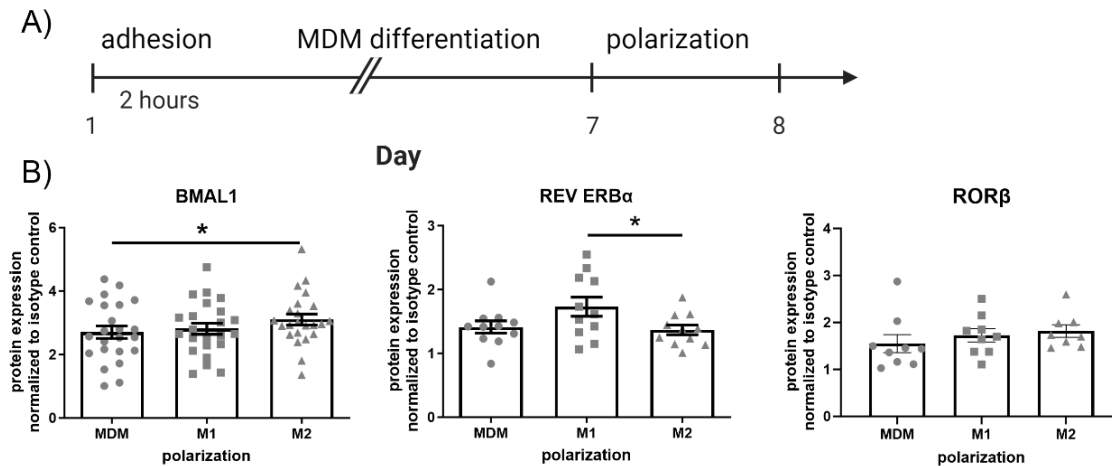 A)
adhesion MDM differentiation polarization
2 hours
1 7 8
Day
B)
BMAL1
protein expression
normalized to isotype control
6
4
2
0
*
MDM M1 M2
polarization
REV ERBα
protein expression
normalized to isotype control
3
2
1
0
*
MDM M1 M2
polarization
RORβ
protein expression
normalized to isotype control
4
3
2
1
0
MDM M1 M2
polarization